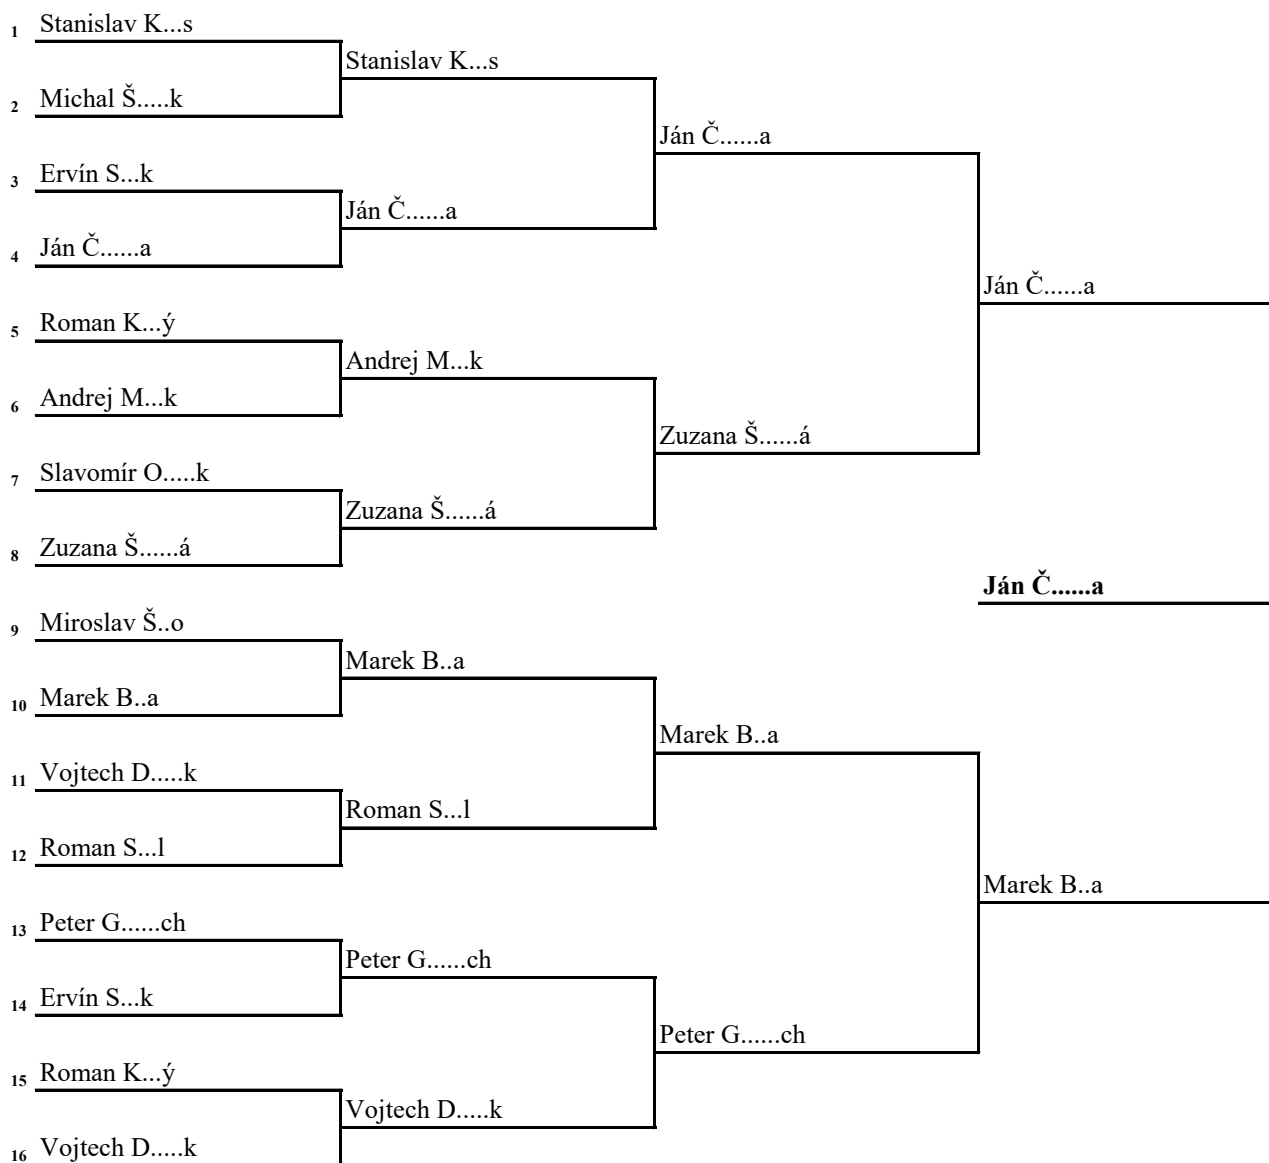 1 Stanislav K...s
Stanislav K...s
2 Michal Š.....k
Ján Č......a
3 Ervín S...k
Ján Č......a
4 Ján Č......a
Ján Č......a
5 Roman K...ý
Andrej M...k
6 Andrej M...k
Zuzana Š......á
7 Slavomír O.....k
Zuzana Š......á
8 Zuzana Š......á
Ján Č......a
9 Miroslav Š..o
Marek B..a
10 Marek B..a
Marek B..a
11 Vojtech D.....k
Roman S...l
12 Roman S...l
Marek B..a
13 Peter G......ch
Peter G......ch
14 Ervín S...k
Peter G......ch
15 Roman K...ý
Vojtech D.....k
16 Vojtech D.....k